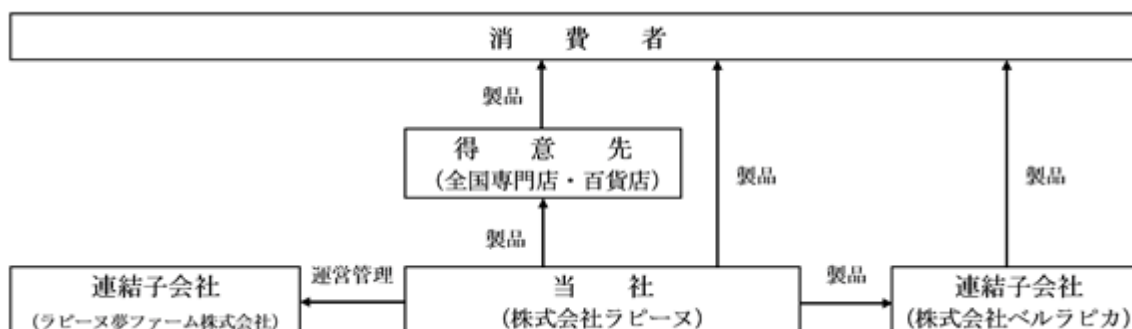 消費者
製品
得意先
(全国専門店・百貨店)
製品
製品
製品
連結子会社
(ラピーヌ夢ファーム株式会社)
運営管理
当社
(株式会社ラピーヌ)
製品
連結子会社
(株式会社ベルラピカ)